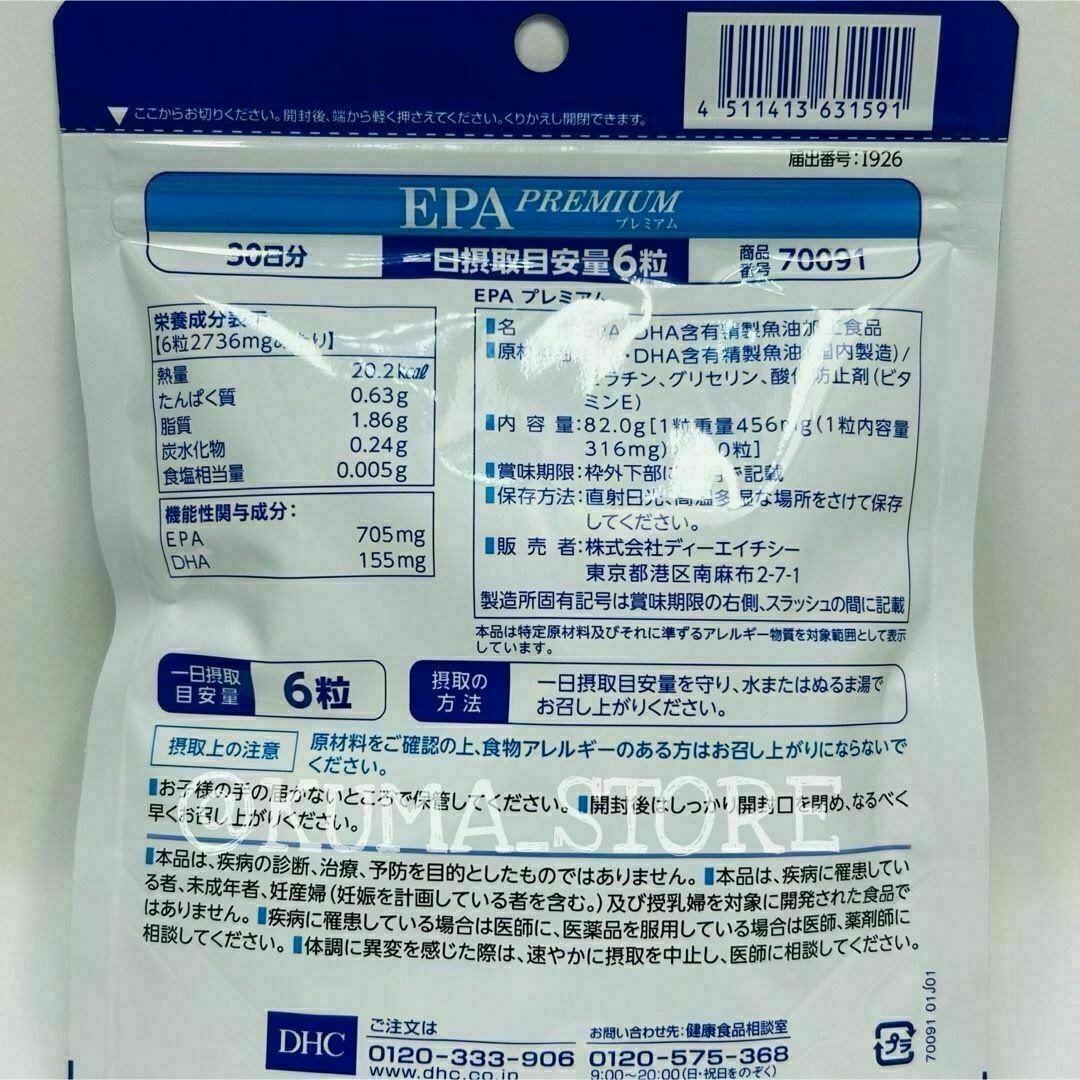 ▼ここからお切りください。開封後、端から軽く押さえてください。くりかえし開閉できます。
4 511413 631591
届出番号:I926
EPA PREMIUM
プレミアム
30日分
一日摂取目安量6粒
商品番号 70091
栄養成分表示
【6粒2736mgあたり】
熱量 20.2kcal
たんぱく質 0.63g
脂質 1.86g
炭水化物 0.24g
食塩相当量 0.005g
機能性関与成分:
EPA 705mg
DHA 155mg
EPA プレミアム
名 EPA・DHA含有精製魚油加工食品
EPA・DHA含有精製魚油(国内製造)/
ゼラチン、グリセリン、酸化防止剤(ビタ
ミンE)
内容量:82.0g[1粒重量456mg(1粒内容量
316mg) 0粒]
賞味期限:枠外下部に 記載
保存方法:直射日光、高温多湿な場所をさけて保存
してください。
販売者:株式会社ディーエイチシー
東京都港区南麻布2-7-1
製造所固有記号は賞味期限の右側、スラッシュの間に記載
本品は特定原材料及びそれに準ずるアレルギー物質を対象範囲として表示
しています。
一日摂取
目安量
6粒
摂取の
方法
一日摂取目安量を守り、水またはぬるま湯で
お召し上がりください。
摂取上の注意
原材料をご確認の上、食物アレルギーのある方はお召し上がりにならないで
ください。
お子様の手の届かないところで保管してください。 開封後はしっかり開封口を閉め、なるべく
早くお召し上がりください。
@KUMA_STORE
本品は、疾病の診断、治療、予防を目的としたものではありません。 本品は、疾病に罹患してい
る者、未成年者、妊産婦(妊娠を計画している者を含む。)及び授乳婦を対象に開発された食品で
はありません。 疾病に罹患している場合は医師に、医薬品を服用している場合は医師、薬剤師に
相談してください。 体調に異変を感じた際は、速やかに摂取を中止し、医師に相談してください。
DHC
ご注文は
0120-333-906
www.dhc.co.jp
お問い合わせ先:健康食品相談室
0120-575-368
9:00~20:00(日・祝日をのぞく)
プラ
70091 01J01